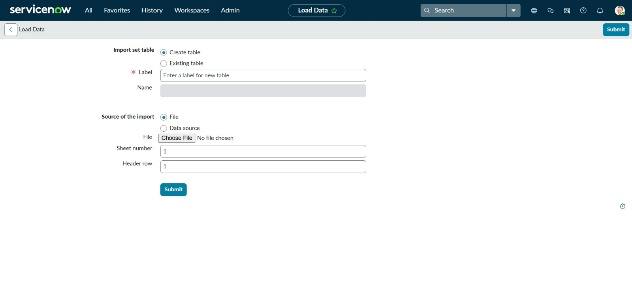 servicenow All Favorites History Workspaces Admin Load Data Search
Load Data Submit
Import set table Create table
Existing table
Label Enter a label for new table
Name
Source of the import File
Data source
File Choose File No file chosen
Sheet number 1
Header row 1
Submit